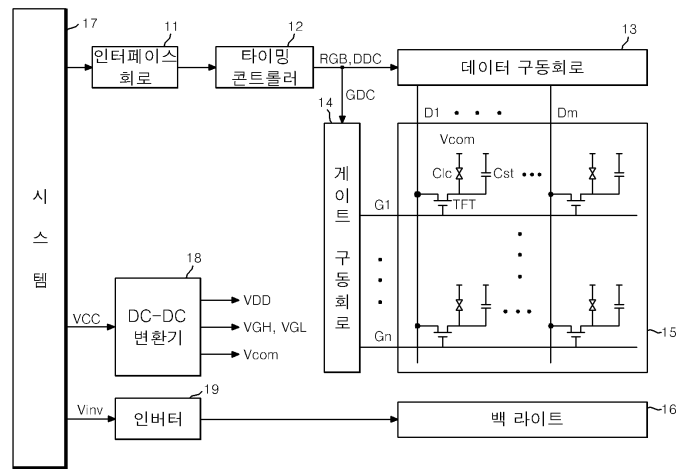 17
시
스
템
11
인터페이스
회로
12
타이밍
콘트롤러
RGB,DDC
GDC
13
데이터 구동회로
14
게이트 구동회로
D1
Dm
Vcom
Clc
Cst
TFT
G1
Gn
15
VCC
18
DC-DC
변환기
VDD
VGH, VGL
Vcom
Vinv
19
인버터
백 라이트
16